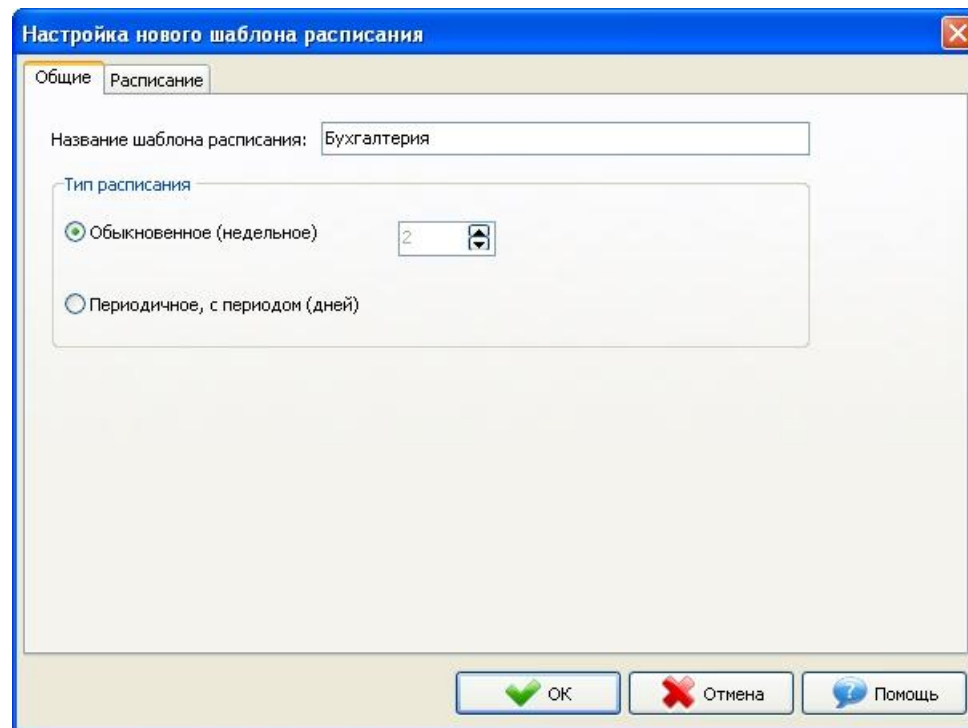 Настройка нового шаблона расписания
Общие Расписание
Название шаблона расписания: Бухгалтерия
Тип расписания
Обыкновенное (недельное) 2
Периодичное, с периодом (дней)
OK Отмена Помощь